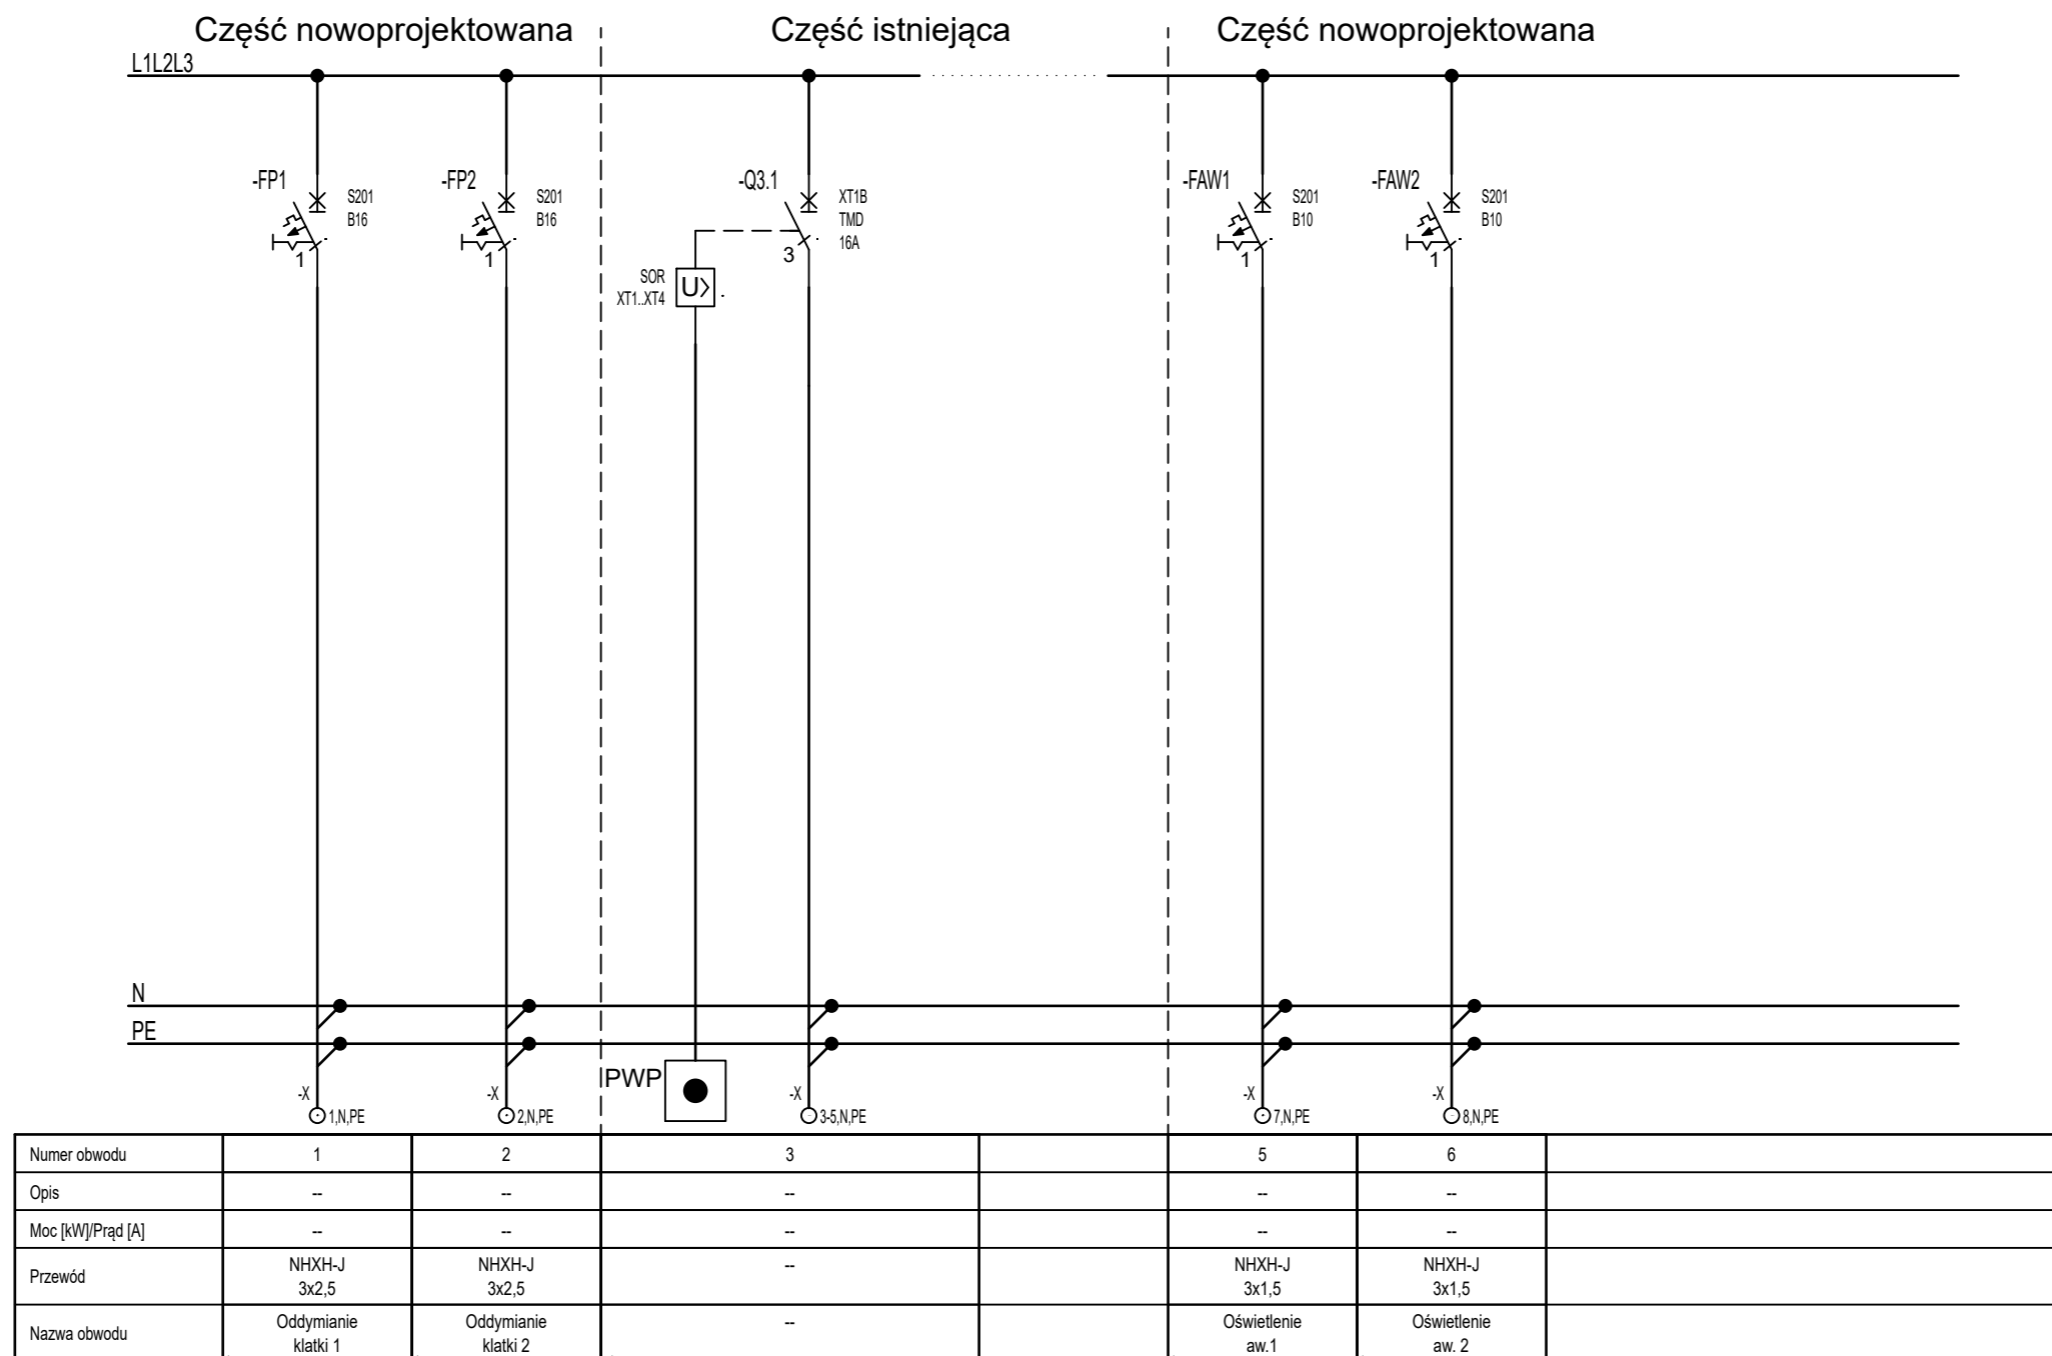 Część nowoprojektowana
Część istniejąca
Część nowoprojektowana
L1L2L3
-FP1
S201
B16
1
-FP2
S201
B16
1
-Q3.1
XT1B
TMD
16A
3
SOR
XT1..XT4
U>
-FAW1
S201
B10
1
-FAW2
S201
B10
1
N
PE
PWP
-X
1,N,PE
-X
2,N,PE
-X
3-5,N,PE
-X
7,N,PE
-X
8,N,PE
Numer obwodu 1 2 3 5 6
Opis -- -- -- -- --
Moc [kW]/Prąd [A] -- -- -- -- --
Przewód
NHXH-J
3x2,5
NHXH-J
3x2,5
--
NHXH-J
3x1,5
NHXH-J
3x1,5
Nazwa obwodu
Oddymianie
klatki 1
Oddymianie
klatki 2
--
Oświetlenie
aw.1
Oświetlenie
aw. 2